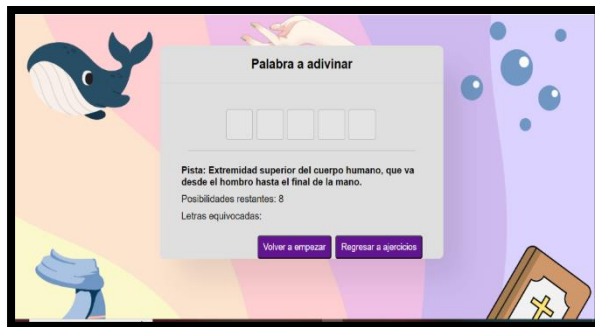 Palabra a adivinar
Pista: Extremidad superior del cuerpo humano, que va
desde el hombro hasta el final de la mano.
Posibilidades restantes: 8
Letras equivocadas:
Volver a empezar Regresar a ejercicios